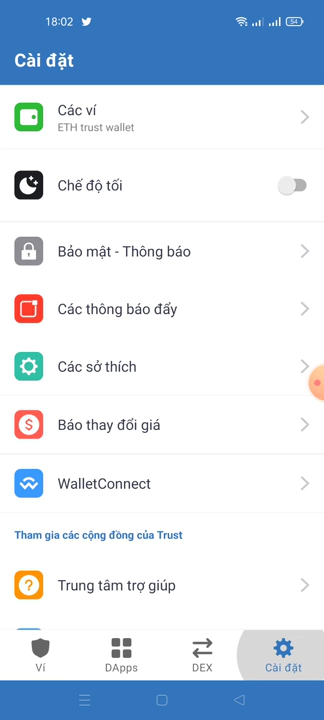 18:02
54
Cài đặt
Các ví
ETH trust wallet
Chế độ tối
Bảo mật - Thông báo
Các thông báo đẩy
Các sở thích
Báo thay đổi giá
WalletConnect
Tham gia các cộng đồng của Trust
Trung tâm trợ giúp
Ví
DApps
DEX
Cài đặt